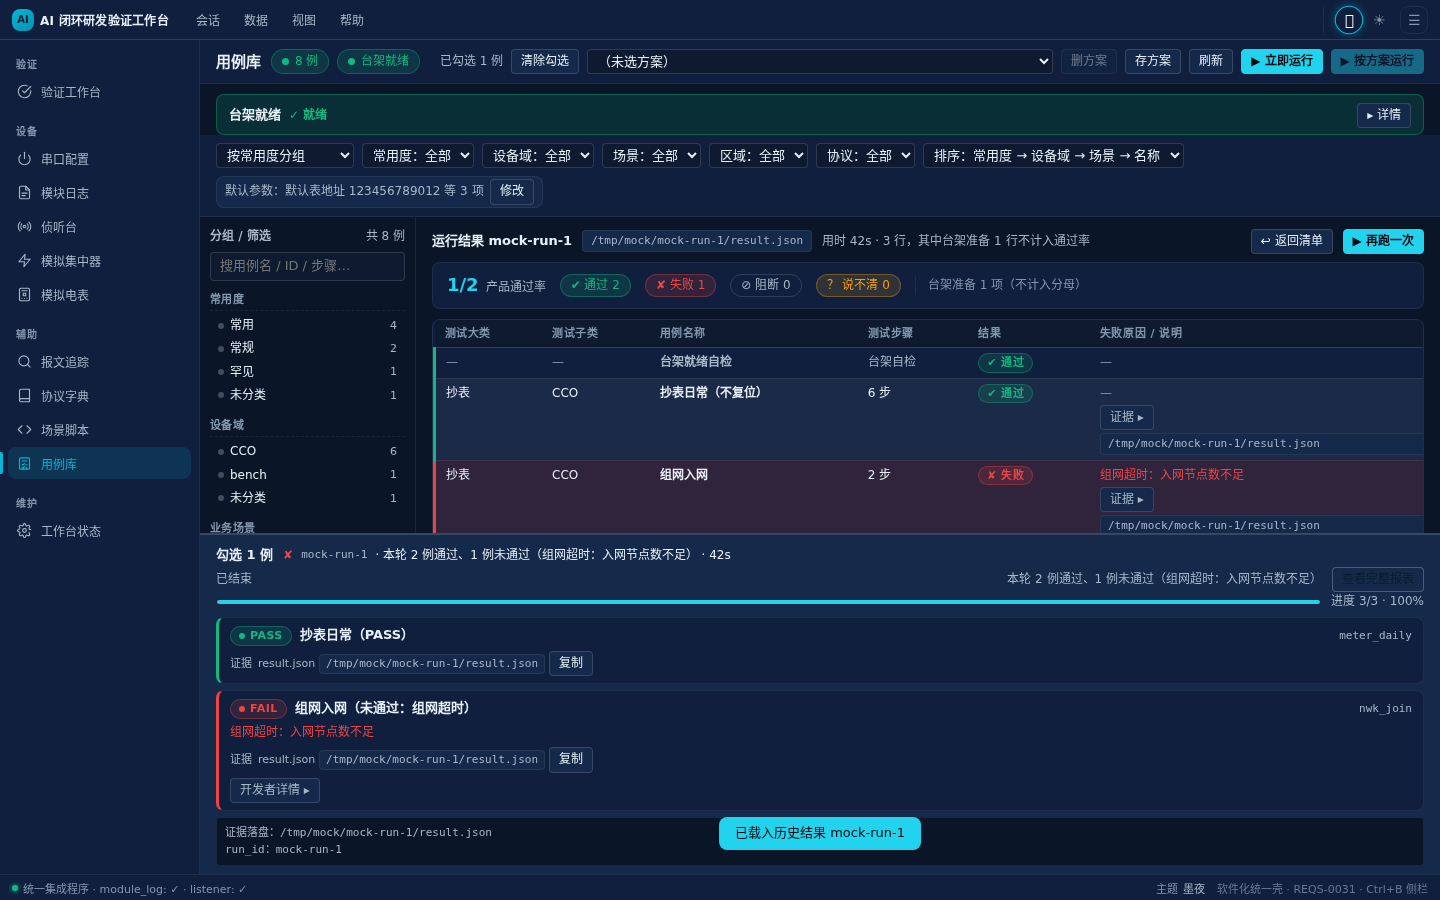 AI AI 闭环研发验证工作台 会话 数据 视图 帮助
验证
验证工作台
设备
串口配置
模块日志
侦听台
模拟集中器
模拟电表
辅助
报文追踪
协议字典
场景脚本
用例库
维护
工作台状态
用例库 8 例 台架就绪 已勾选 1 例 清除勾选 （未选方案） 删方案 存方案 刷新 ▶ 立即运行 ▶ 按方案运行
台架就绪 ✓ 就绪 ▸ 详情
按常用度分组 常用度：全部 设备域：全部 场景：全部 区域：全部 协议：全部 排序：常用度 → 设备域 → 场景 → 名称
默认参数：默认表地址 123456789012 等 3 项 修改
分组 / 筛选 共 8 例
搜用例名 / ID / 步骤…
常用度
常用 4
常规 2
罕见 1
未分类 1
设备域
CCO 6
bench 1
未分类 1
业务场景
运行结果 mock-run-1 /tmp/mock/mock-run-1/result.json 用时 42s · 3 行，其中台架准备 1 行不计入通过率 ↩ 返回清单 ▶ 再跑一次
1/2 产品通过率 ✔ 通过 2 ✘ 失败 1 ⊘ 阻断 0 ? 说不清 0 台架准备 1 项（不计入分母）
测试大类 测试子类 用例名称 测试步骤 结果 失败原因 / 说明
— — 台架就绪自检 台架自检 ✔ 通过 —
抄表 CCO 抄表日常（不复位） 6 步 ✔ 通过 —
证据 ▸
/tmp/mock/mock-run-1/result.json
抄表 CCO 组网入网 2 步 ✘ 失败 组网超时：入网节点数不足
证据 ▸
/tmp/mock/mock-run-1/result.json
勾选 1 例 ✘ mock-run-1 · 本轮 2 例通过、1 例未通过（组网超时：入网节点数不足） · 42s
已结束 本轮 2 例通过、1 例未通过（组网超时：入网节点数不足） 查看完整报表
进度 3/3 · 100%
PASS 抄表日常（PASS） meter_daily
证据 result.json /tmp/mock/mock-run-1/result.json 复制
FAIL 组网入网（未通过：组网超时） nwk_join
组网超时：入网节点数不足
证据 result.json /tmp/mock/mock-run-1/result.json 复制
开发者详情 ▸
证据落盘：/tmp/mock/mock-run-1/result.json
run_id：mock-run-1
已载入历史结果 mock-run-1
统一集成程序 · module_log: ✓ · listener: ✓ 主题 墨夜 软件化统一壳 · REQS-0031 · Ctrl+B 侧栏